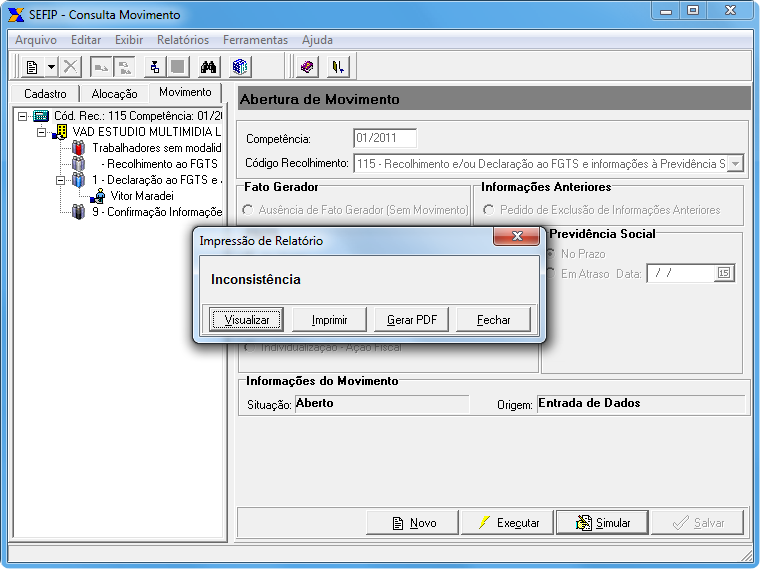 SEFIP - Consulta Movimento
Arquivo Editar Exibir Relatórios Ferramentas Ajuda
Cadastro Alocação Movimento
Cód. Rec.: 115 Competência: 01/20
VAD ESTUDIO MULTIMIDIA L
Trabalhadores sem modalid
- Recolhimento ao FGTS
1 - Declaração ao FGTS e
Vitor Maradei
9 - Confirmação Informaçõe
Abertura de Movimento
Competência: 01/2011
Código Recolhimento: 115 - Recolhimento e/ou Declaração ao FGTS e informações à Previdência S
Fato Gerador
Ausência de Fato Gerador (Sem Movimento)
Informações Anteriores
Pedido de Exclusão de Informações Anteriores
Previdência Social
No Prazo
Em Atraso Data: / / 15
Impressão de Relatório
Inconsistência
Visualizar Imprimir Gerar PDF Fechar
Individualização - Ação Fiscal
Informações do Movimento
Situação: Aberto Origem: Entrada de Dados
Novo Executar Simular Salvar